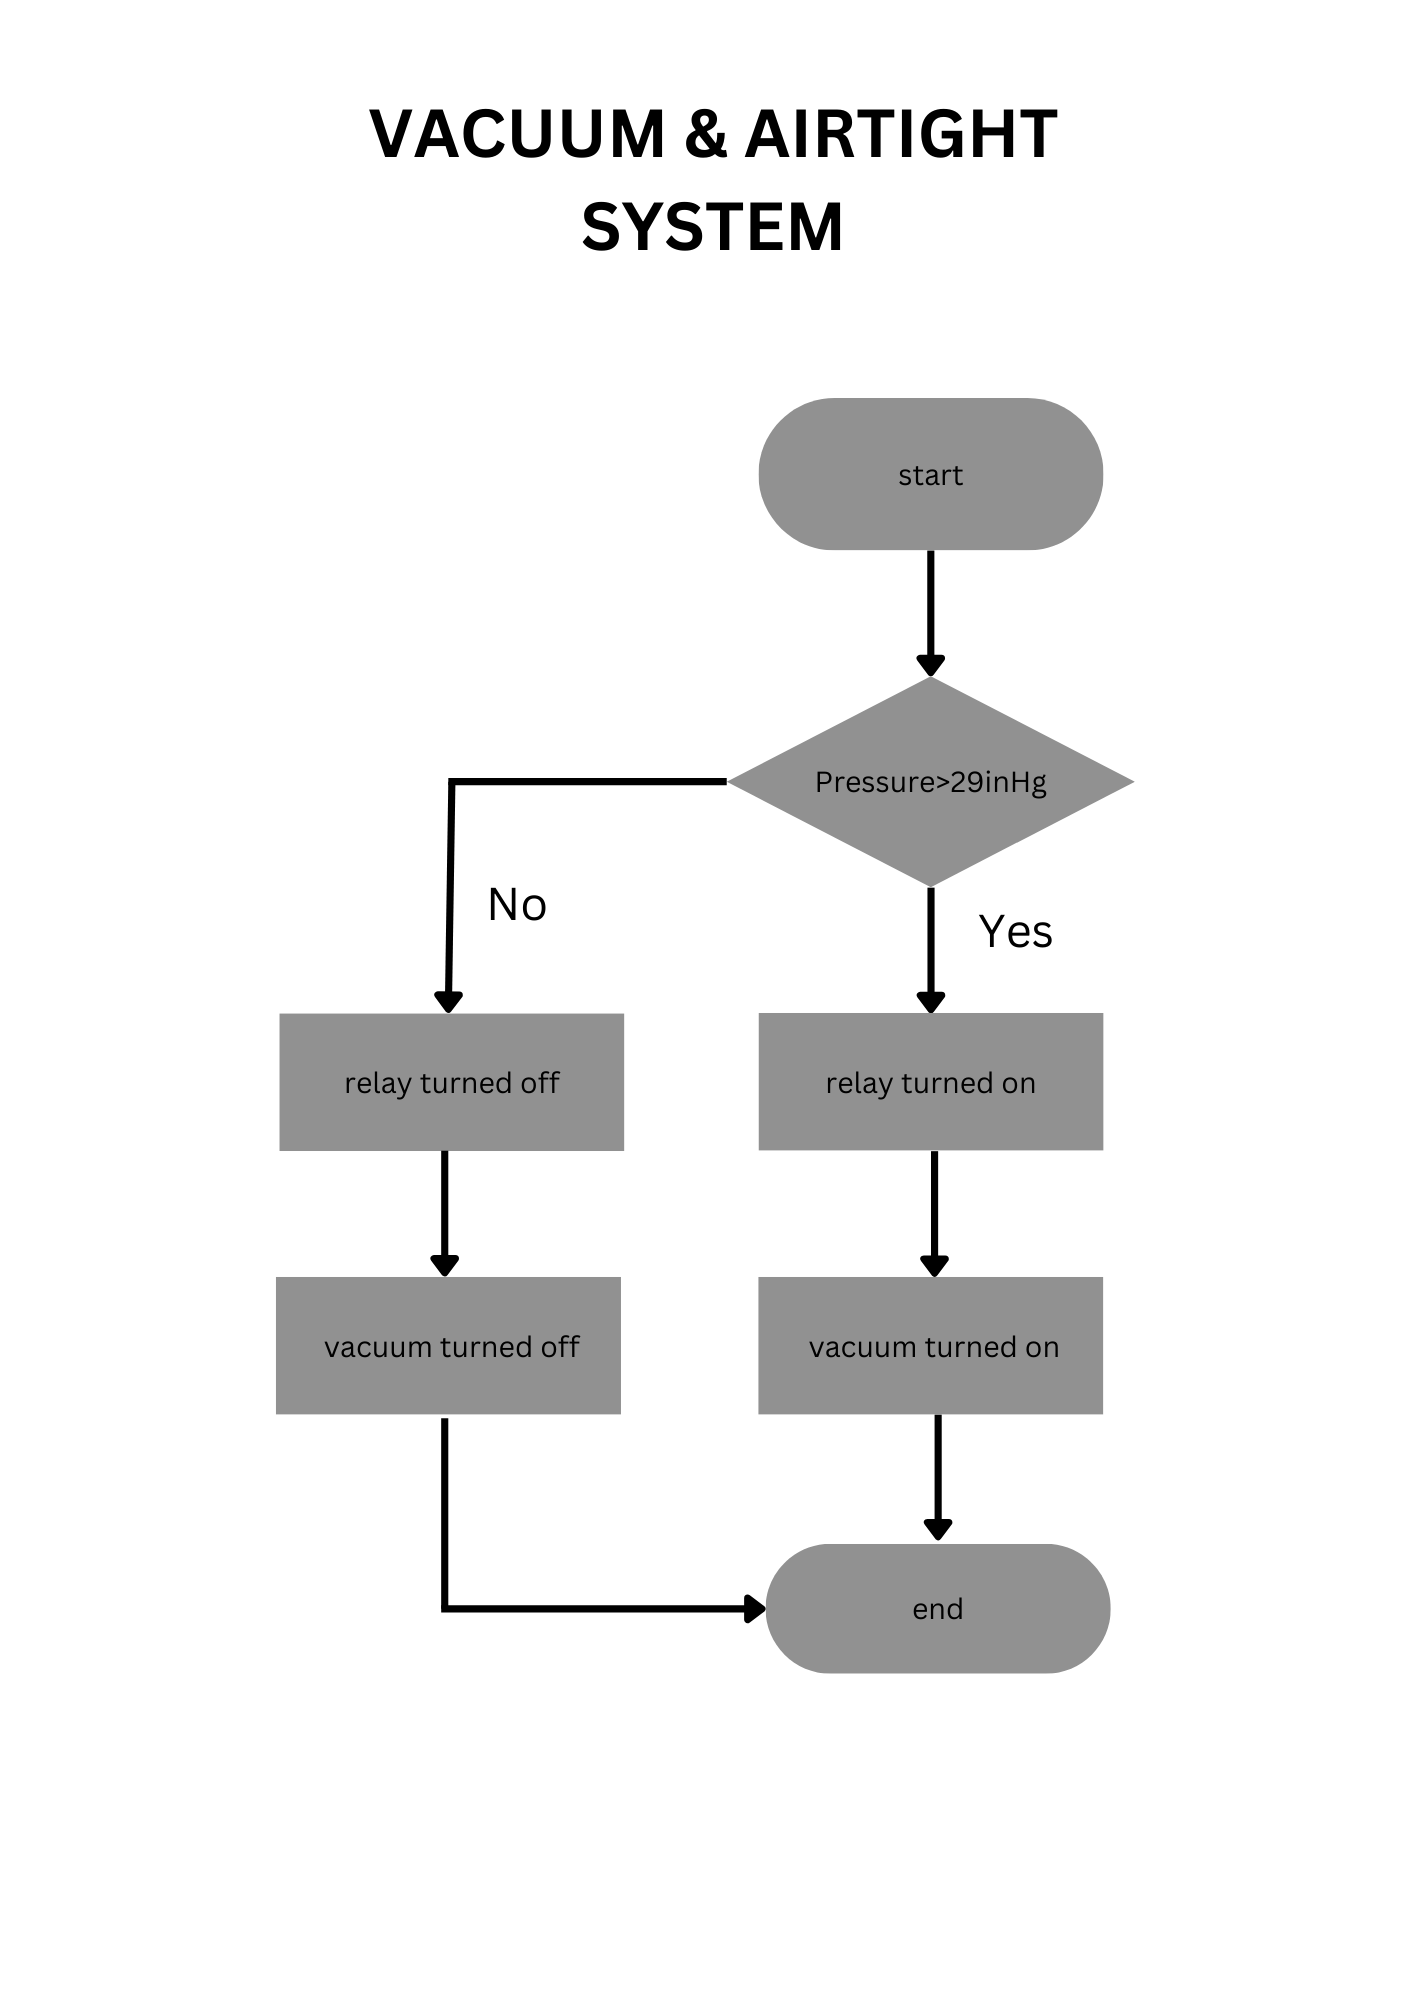 VACUUM & AIRTIGHT
SYSTEM
start
Pressure>29inHg
No
Yes
relay turned off
relay turned on
vacuum turned off
vacuum turned on
end